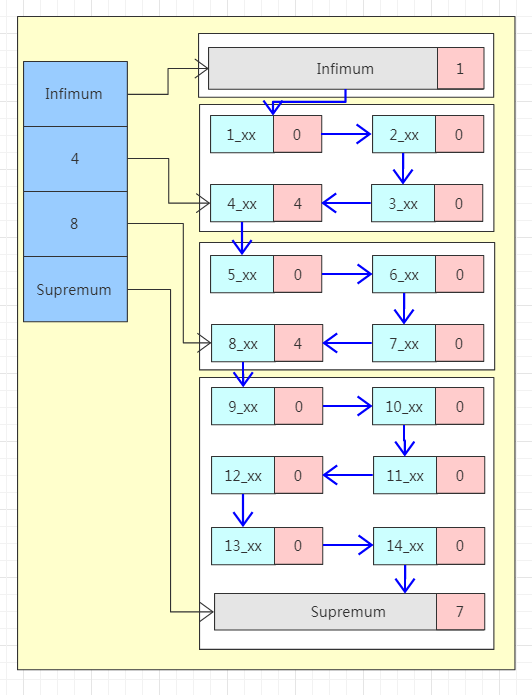 Infimum
4
8
Supremum
Infimum 1
1_xx 0 2_xx 0
4_xx 4 3_xx 0
5_xx 0 6_xx 0
8_xx 4 7_xx 0
9_xx 0 10_xx 0
12_xx 0 11_xx 0
13_xx 0 14_xx 0
Supremum 7